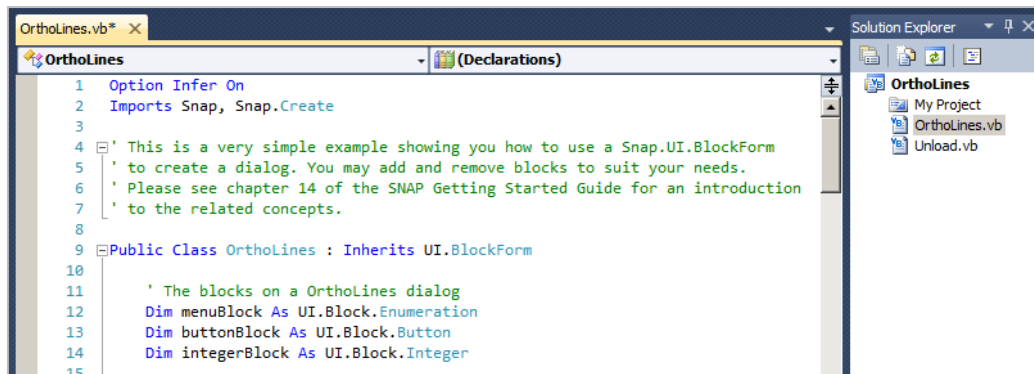 OrthoLines.vb*
OrthoLines
(Declarations)
1 Option Infer On
2 Imports Snap, Snap.Create
3
4 ' This is a very simple example showing you how to use a Snap.UI.BlockForm
5 ' to create a dialog. You may add and remove blocks to suit your needs.
6 ' Please see chapter 14 of the SNAP Getting Started Guide for an introduction
7 ' to the related concepts.
8
9 Public Class OrthoLines : Inherits UI.BlockForm
10
11 ' The blocks on a OrthoLines dialog
12 Dim menuBlock As UI.Block.Enumeration
13 Dim buttonBlock As UI.Block.Button
14 Dim integerBlock As UI.Block.Integer
15
Solution Explorer
OrthoLines
My Project
OrthoLines.vb
Unload.vb